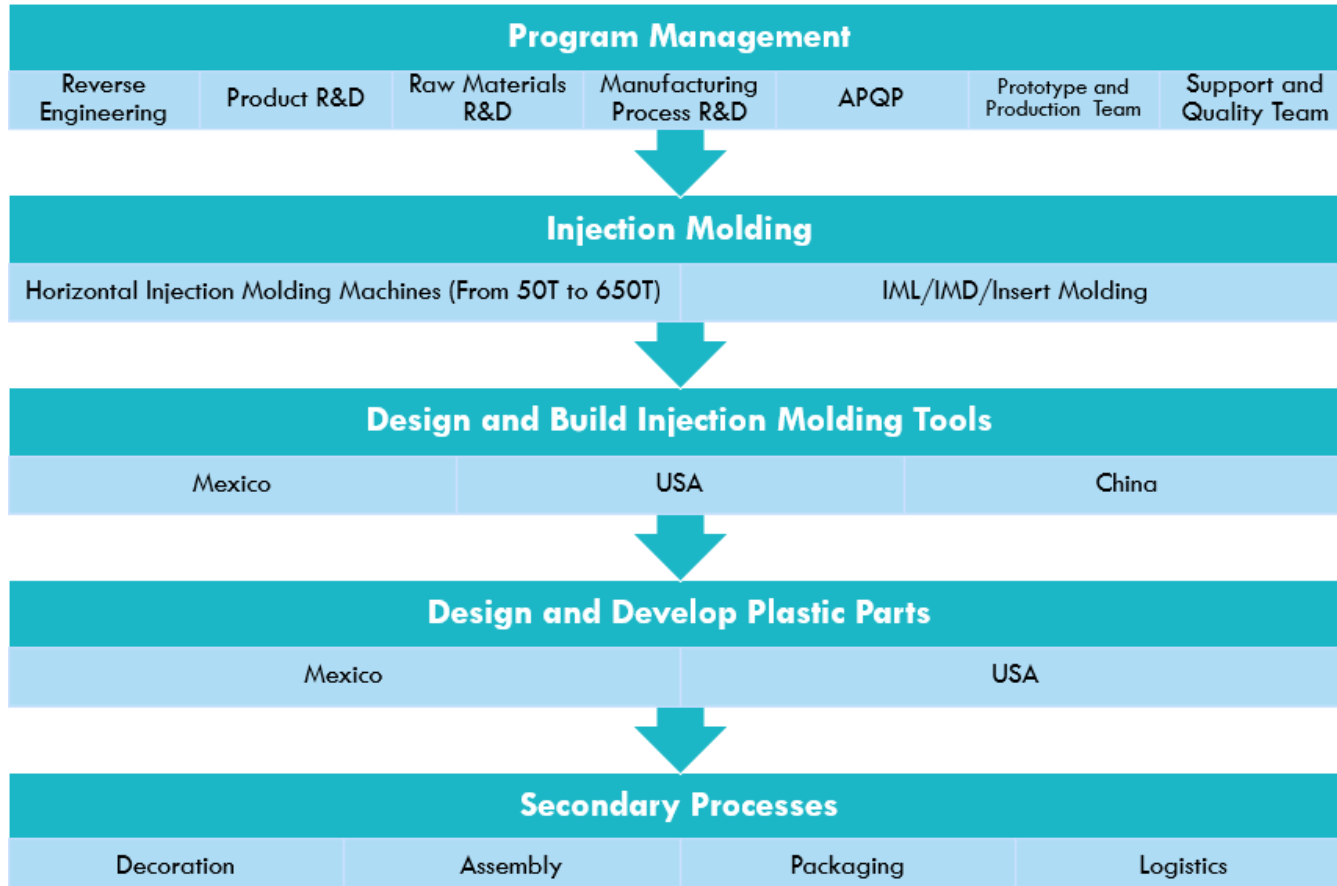 Program Management
Reverse
Engineering
Product R&D
Raw Materials
R&D
Manufacturing
Process R&D
APQP
Prototype and
Production Team
Support and
Quality Team
Injection Molding
Horizontal Injection Molding Machines (From 50T to 650T)
IML/IMD/Insert Molding
Design and Build Injection Molding Tools
Mexico
USA
China
Design and Develop Plastic Parts
Mexico
USA
Secondary Processes
Decoration
Assembly
Packaging
Logistics